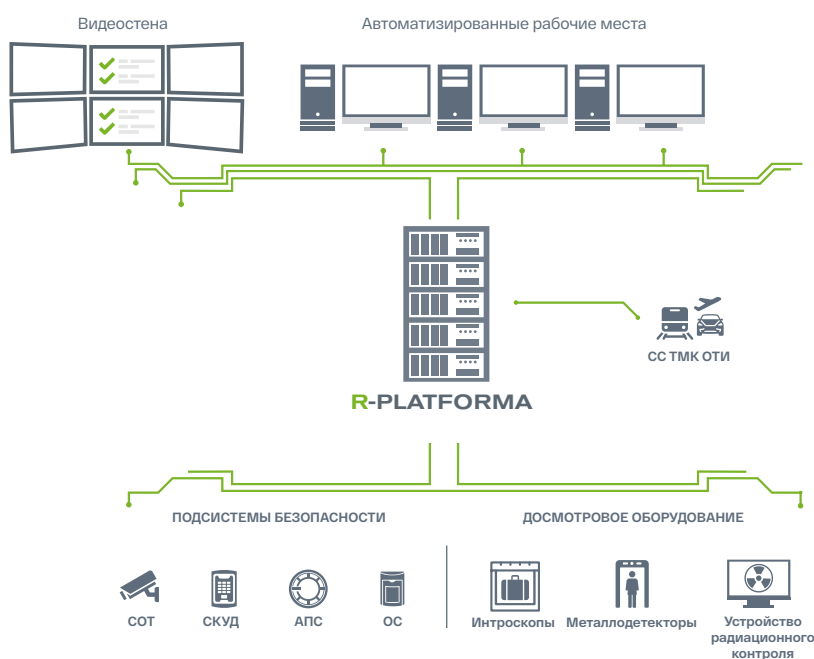 Видеостена
Автоматизированные рабочие места
СС ТМК ОТИ
R-PLATFORMA
ПОДСИСТЕМЫ БЕЗОПАСНОСТИ
ДОСМОТРОВОЕ ОБОРУДОВАНИЕ
СОТ
СКУД
АПС
ОС
Интроскопы
Металлодетекторы
Устройство
радиационного
контроля